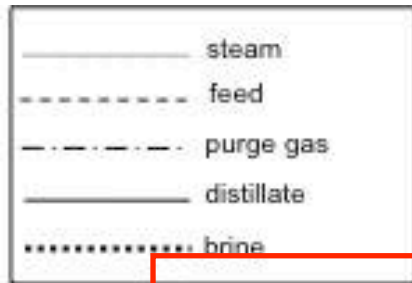 steam
feed
purge gas
distillate
brine